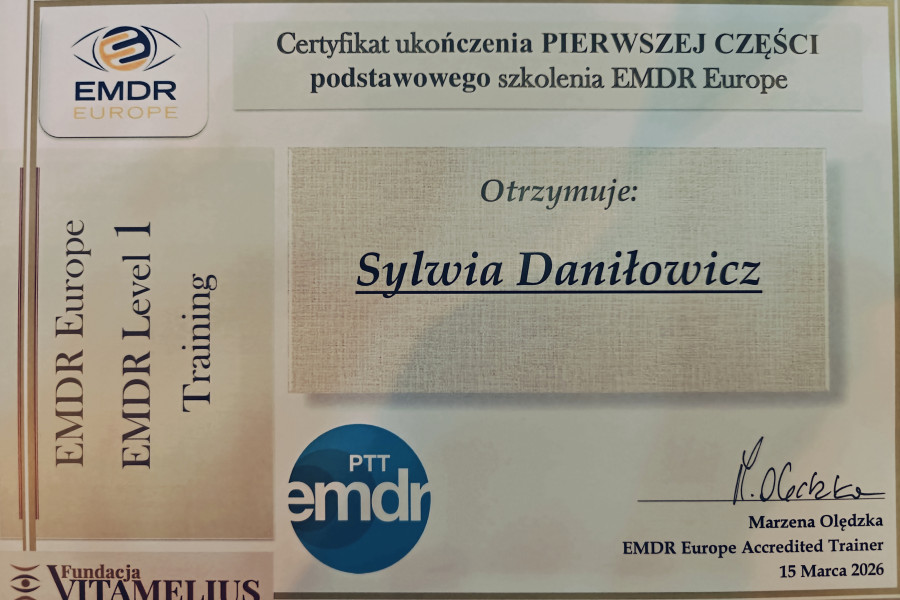 EMDR
EUROPE
Certyfikat ukończenia PIERWSZEJ CZĘŚCI
podstawowego szkolenia EMDR Europe
EMDR Europe
EMDR Level 1
Training
Otrzymuje:
Sylwia Daniłowicz
PTT
emdr
M. Olędzka
Marzena Olędzka
EMDR Europe Accredited Trainer
15 Marca 2026
Fundacja
VITAMELIUS